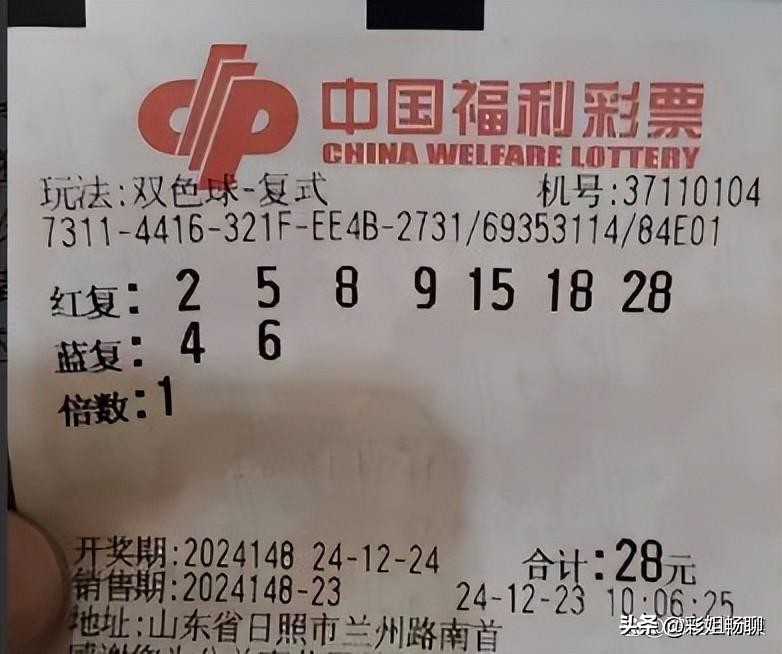 中国福利彩票
CHINA WELFARE LOTTERY
玩法:双色球-复式 机号:37110104
7311-4416-321F-EE4B-2731/69353114/84E01
红复: 2 5 8 9 15 18 28
蓝复: 4 6
倍数:1
开奖期:2024148 24-12-24 合计:28元
销售期:2024148-23 24-12-23 10:06:25
地址:山东省日照市兰州路南首
头条 @彩妲畅聊